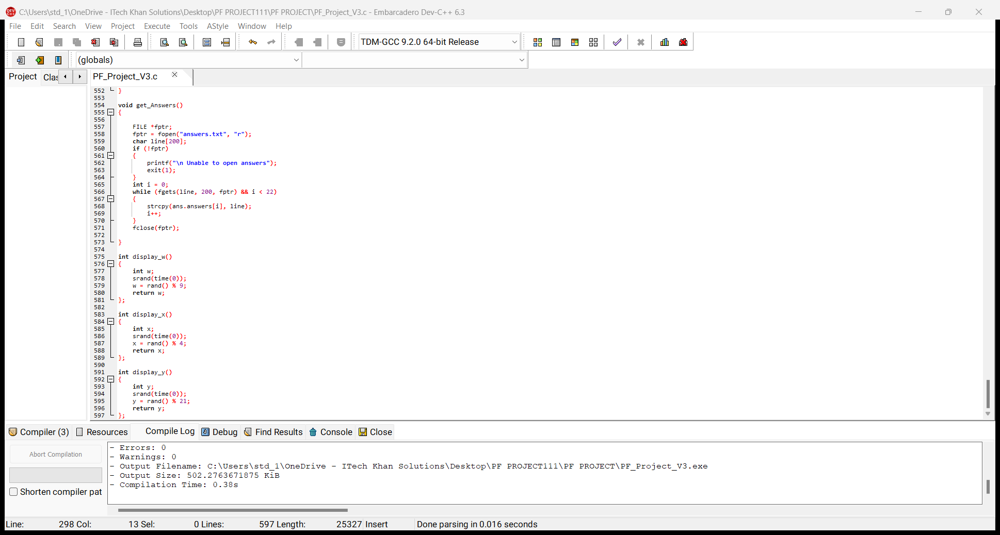 C:\Users\std_1\OneDrive - ITech Khan Solutions\Desktop\PF PROJECT111\PF PROJECT\PF_Project_V3.c - Embarcadero Dev-C++ 6.3
File Edit Search View Project Execute Tools AStyle Window Help
TDM-GCC 9.2.0 64-bit Release
(globals)
Project Clas PF_Project_V3.c
552 }
553
554 void get_Answers()
555 {
556
557 FILE *fptr;
558 fptr = fopen("answers.txt", "r");
559 char line[200];
560 if (!fptr)
561 {
562 printf("\n Unable to open answers");
563 exit(1);
564 }
565 int i = 0;
566 while (fgets(line, 200, fptr) && i < 22)
567 {
568 strcpy(ans.answers[i], line);
569 i++;
570 }
571 fclose(fptr);
572
573 }
574
575 int display_w()
576 {
577 int w;
578 srand(time(0));
579 w = rand() % 9;
580 return w;
581 };
582
583 int display_x()
584 {
585 int x;
586 srand(time(0));
587 x = rand() % 4;
588 return x;
589 };
590
591 int display_y()
592 {
593 int y;
594 srand(time(0));
595 y = rand() % 21;
596 return y;
597 };
Compiler (3) Resources Compile Log Debug Find Results Console Close
Abort Compilation
Shorten compiler pat
- Errors: 0
- Warnings: 0
- Output Filename: C:\Users\std_1\OneDrive - ITech Khan Solutions\Desktop\PF PROJECT111\PF PROJECT\PF_Project_V3.exe
- Output Size: 502.2763671875 KiB
- Compilation Time: 0.38s
Line: 298 Col: 13 Sel: 0 Lines: 597 Length: 25327 Insert Done parsing in 0.016 seconds